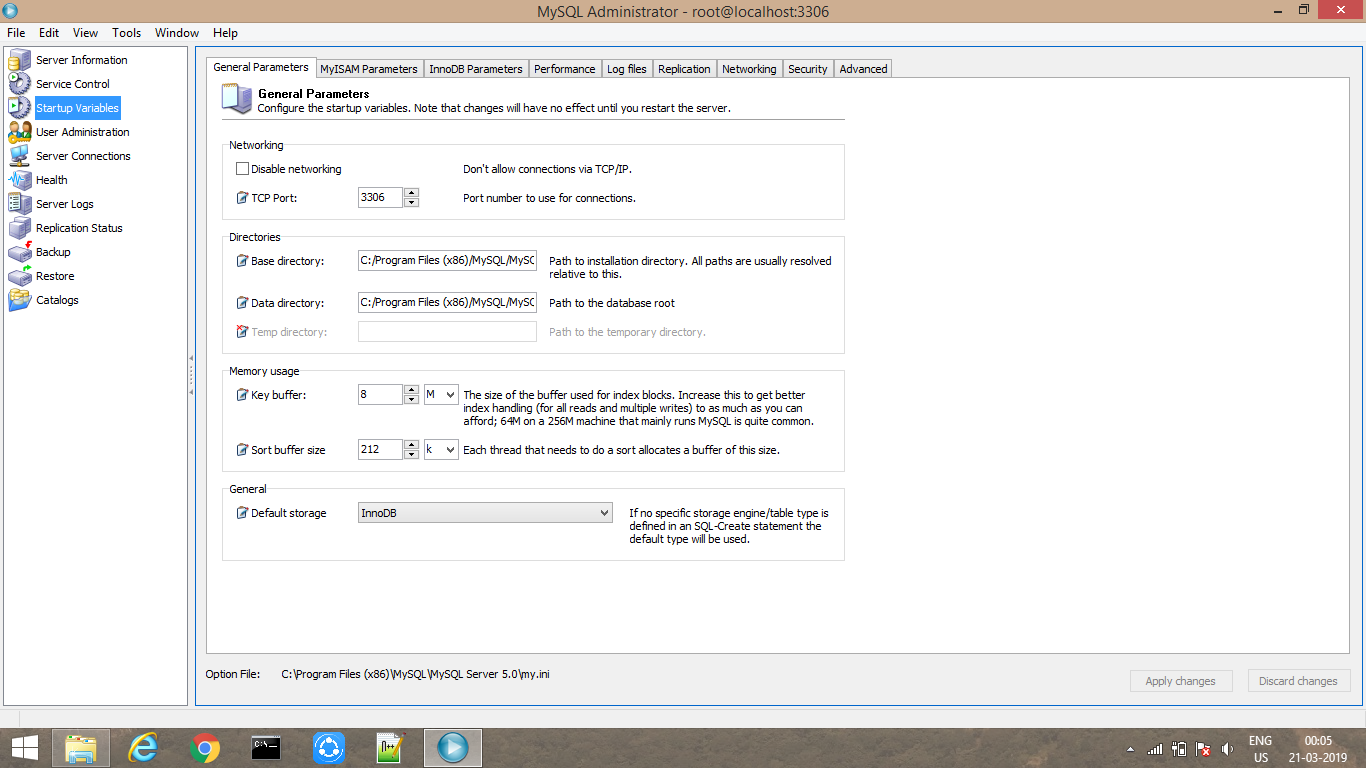 MySQL Administrator - root@localhost:3306
File Edit View Tools Window Help
Server Information
Service Control
Startup Variables
User Administration
Server Connections
Health
Server Logs
Replication Status
Backup
Restore
Catalogs
General Parameters MyISAM Parameters InnoDB Parameters Performance Log files Replication Networking Security Advanced
General Parameters
Configure the startup variables. Note that changes will have no effect until you restart the server.
Networking
Disable networking Don't allow connections via TCP/IP.
TCP Port: 3306 Port number to use for connections.
Directories
Base directory: C:/Program Files (x86)/MySQL/MySC Path to installation directory. All paths are usually resolved
relative to this.
Data directory: C:/Program Files (x86)/MySQL/MySC Path to the database root
Temp directory: Path to the temporary directory.
Memory usage
Key buffer: 8 M The size of the buffer used for index blocks. Increase this to get better
index handling (for all reads and multiple writes) to as much as you can
afford; 64M on a 256M machine that mainly runs MySQL is quite common.
Sort buffer size 212 k Each thread that needs to do a sort allocates a buffer of this size.
General
Default storage InnoDB If no specific storage engine/table type is
defined in an SQL-Create statement the
default type will be used.
Option File: C:\Program Files (x86)\MySQL\MySQL Server 5.0\my.ini
Apply changes Discard changes
ENG 00:05
US 21-03-2019